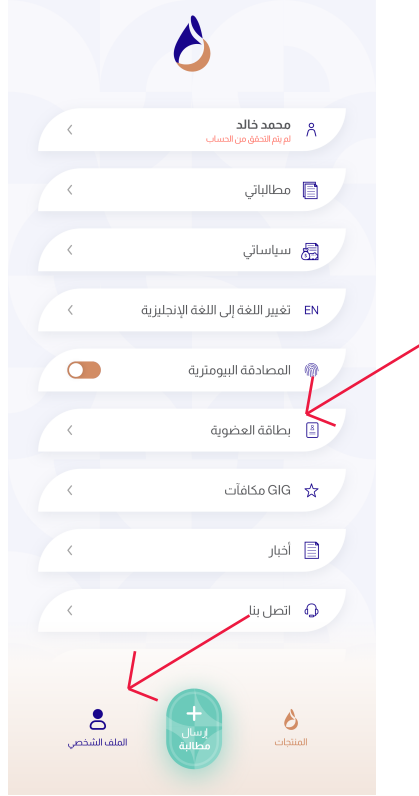 محمد خالد
لم يتم التحقق من الحساب
مطالباتي
سياساتي
EN تغيير اللغة إلى اللغة الإنجليزية
المصادقة البيومترية
بطاقة العضوية
GIG مكافآت
أخبار
اتصل بنا
المنتجات
إرسال
مطالبة
الملف الشخصي